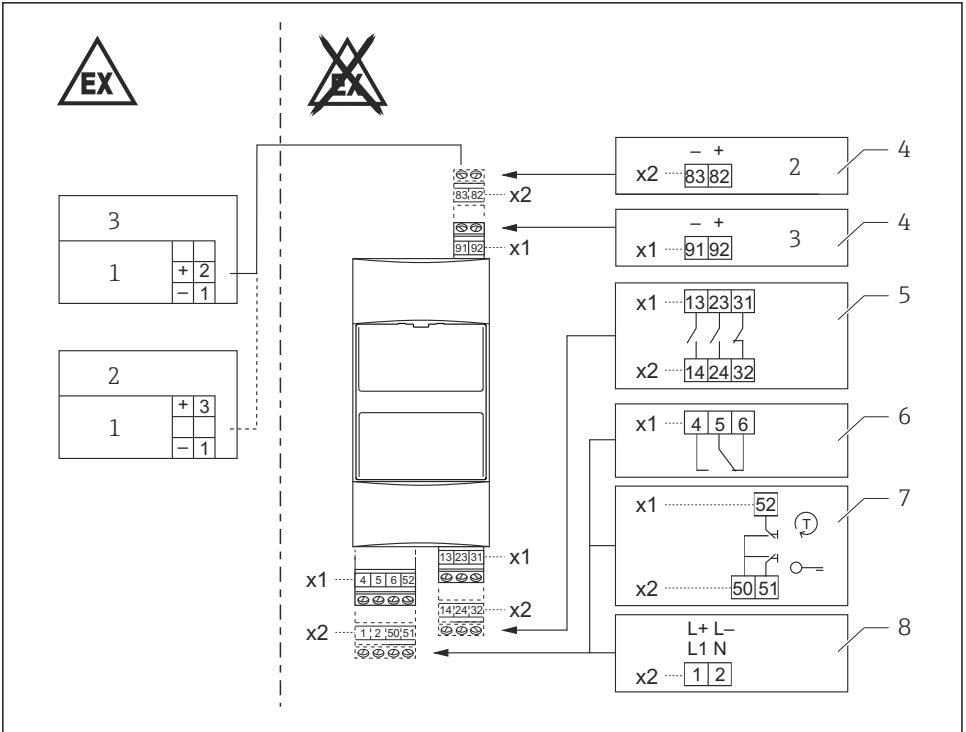 EX
EX
83 82
x2
91 92
x1
3
1
+ 2
– 1
2
1
+ 3
– 1
– +
x2 83 82 2
4
– +
x1 91 92 3
4
x1 13 23 31
x2 14 24 32
5
x1 4 5 6
6
x1 52
T
x2 50 51
7
L+ L–
L1 N
x2 1 2
8
13 23 31 x1
x1 4 5 6 52
14 24 32 x2
x2 1 2 50 51